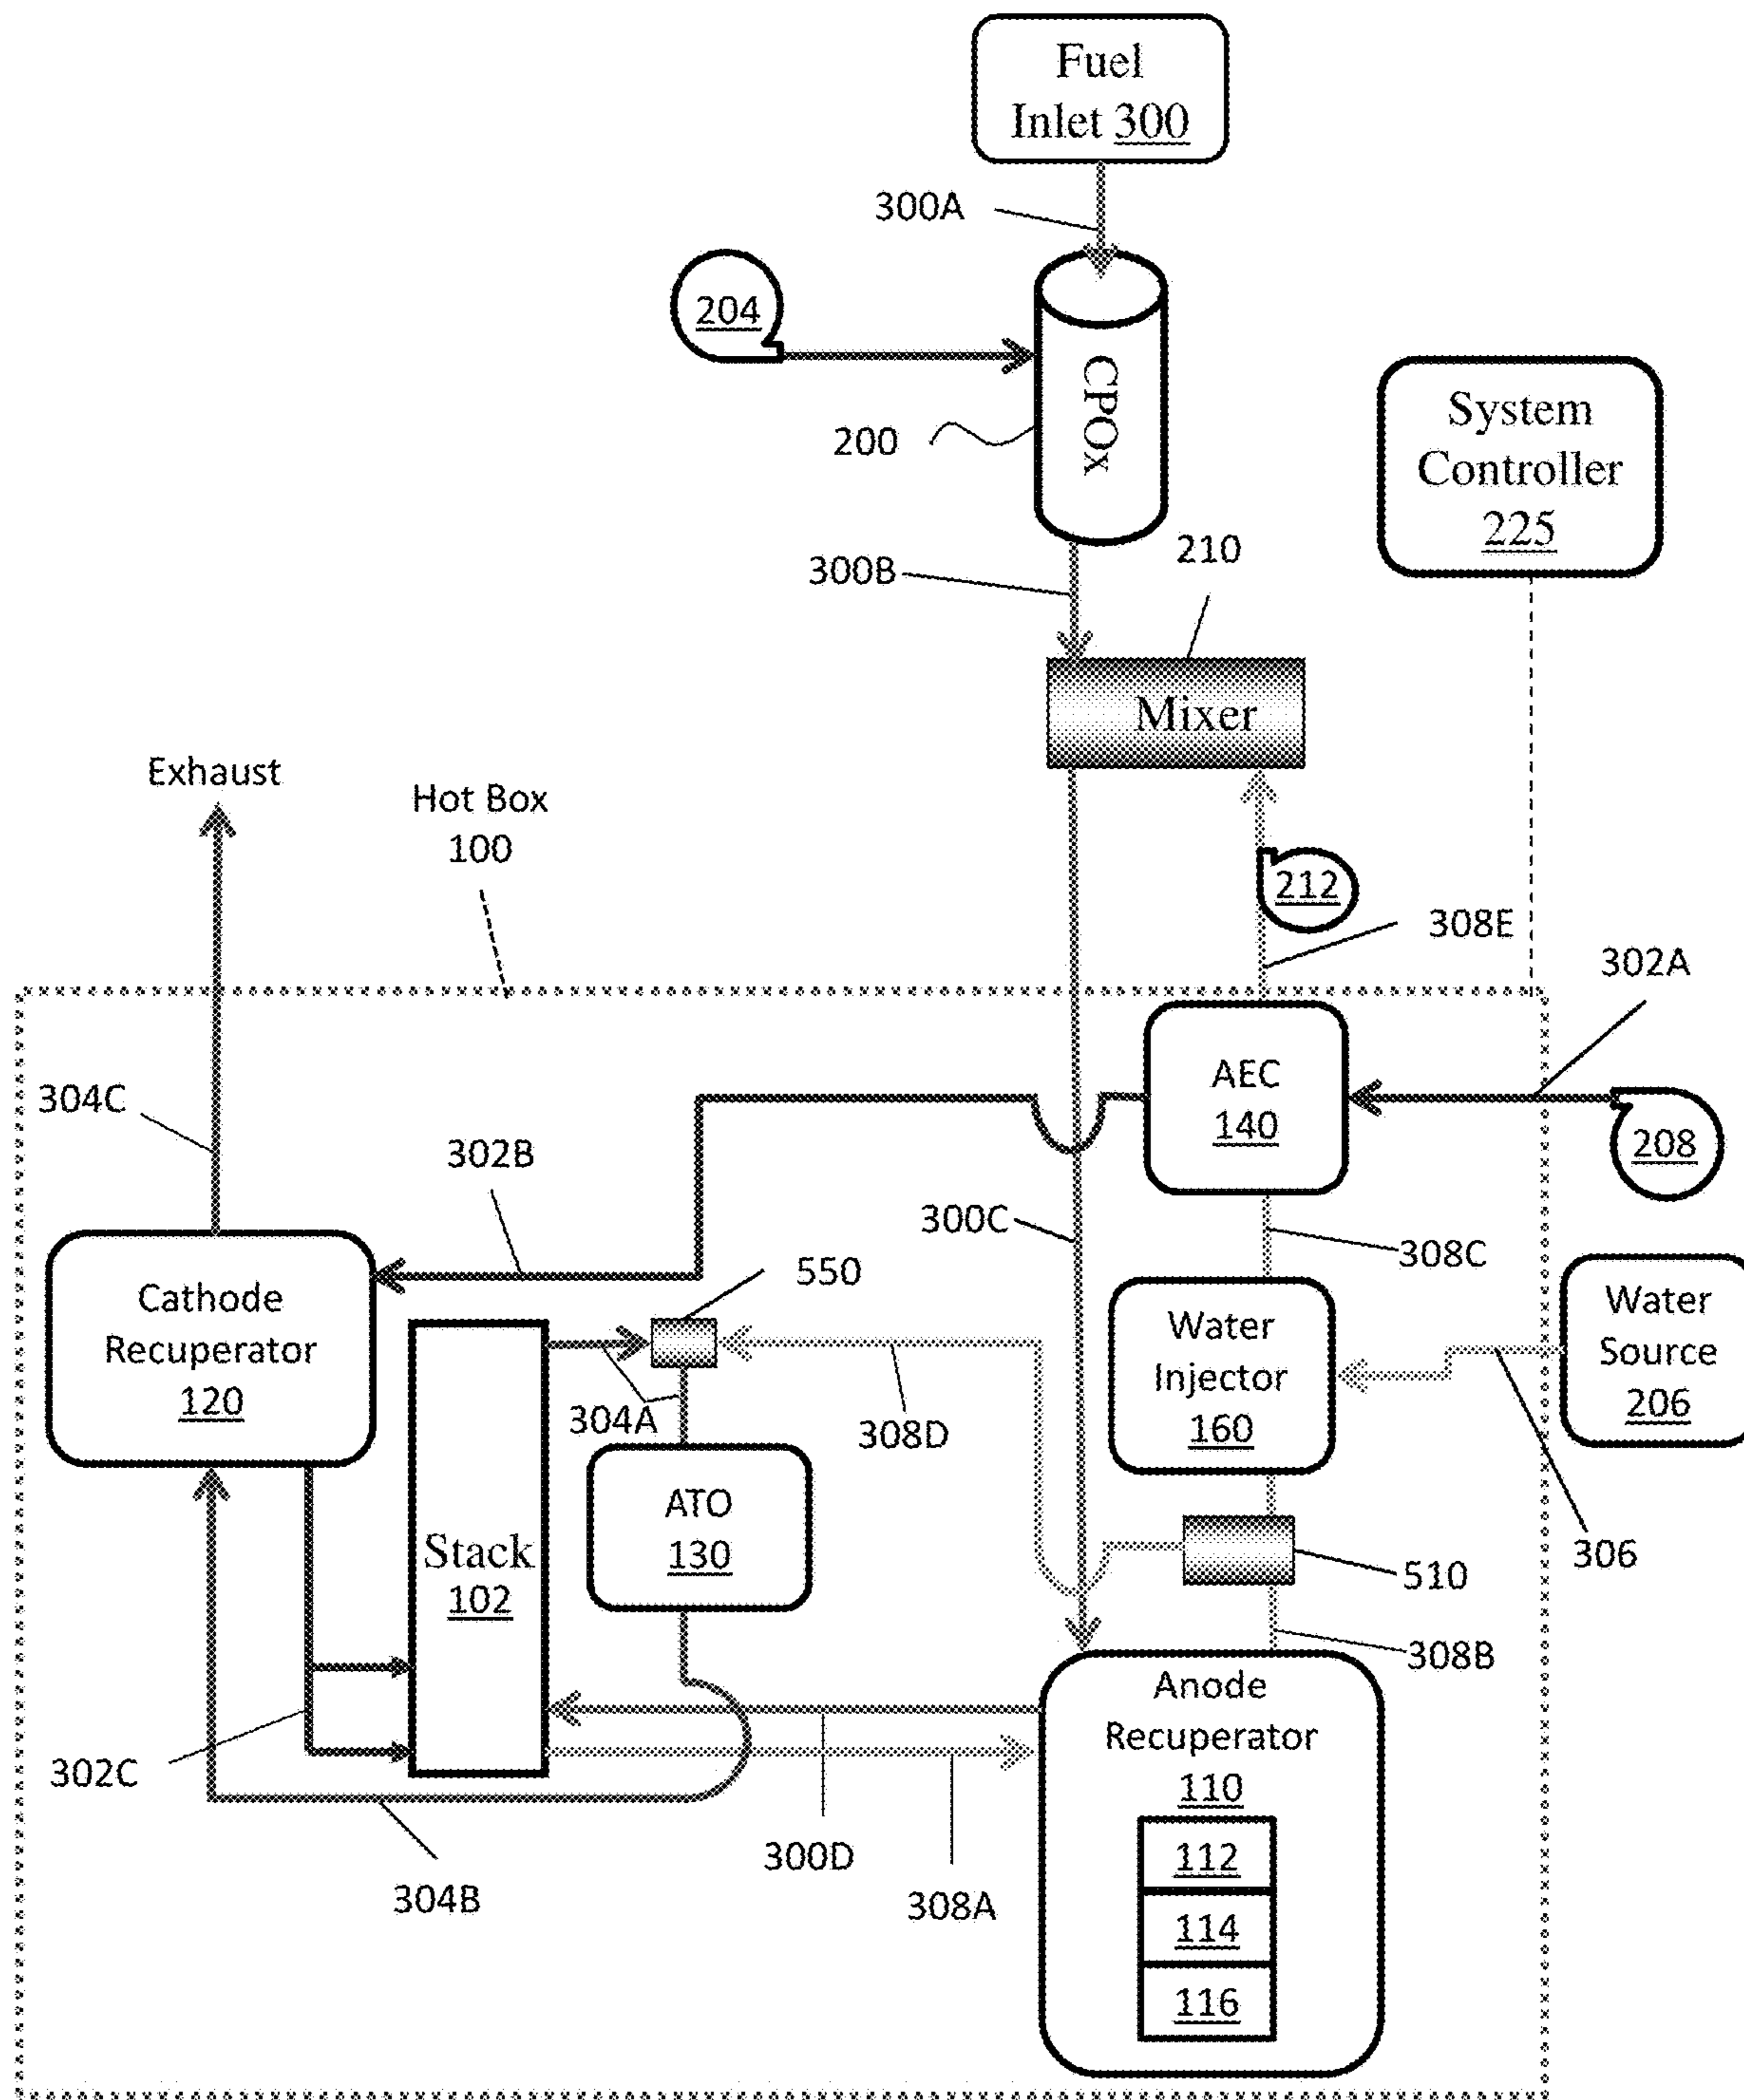 Fuel
Inlet 300
300A
204
CPOx
200
System
Controller
225
210
300B
Mixer
Exhaust
Hot Box
100
212
308E
302A
AEC
140
304C
208
302B
300C
308C
550
Cathode
Recuperator
120
Water
Injector
160
Water
Source
206
304A
308D
ATO
130
Stack
102
306
510
308B
Anode
Recuperator
110
302C
300D
308A
304B
112
114
116